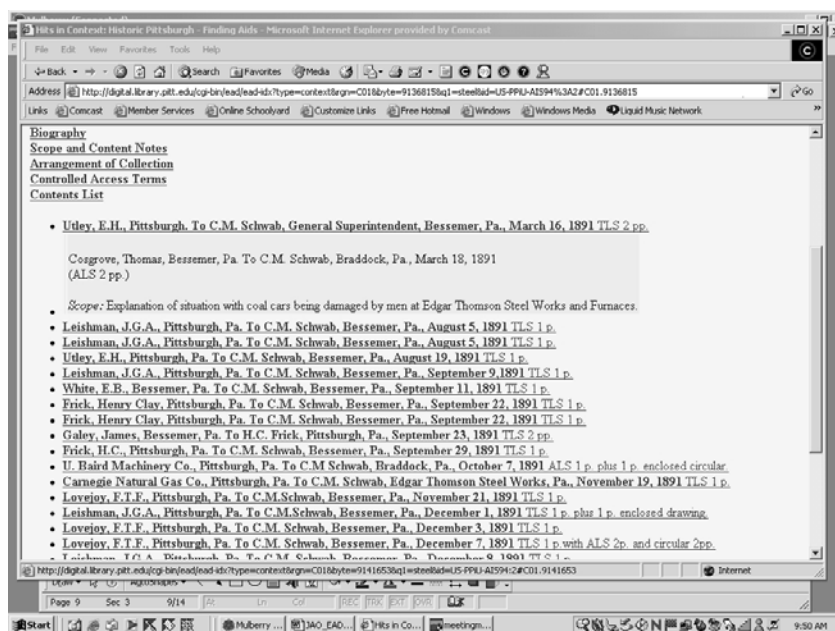 Hits in Context: Historic Pittsburgh - Finding Aids - Microsoft Internet Explorer provided by Comcast
File Edit View Favorites Tools Help
Back Search Favorites Media
Address http://digital.library.pitt.edu/cgi-bin/ead/ead-idx?type=context&rgn=C01&byte=9136815&q1=steel&id=US-PPiU-AIS94%3A2#C01.9136815 Go
Links Comcast Member Services Online Schoolyard Customize Links Free Hotmail Windows Windows Media Liquid Music Network »
Biography
Scope and Content Notes
Arrangement of Collection
Controlled Access Terms
Contents List
• Utley, E.H., Pittsburgh. To C.M. Schwab, General Superintendent, Bessemer, Pa., March 16, 1891 TLS 2 pp.
Cosgrove, Thomas, Bessemer, Pa. To C.M. Schwab, Braddock, Pa., March 18, 1891
(ALS 2 pp.)
Scope: Explanation of situation with coal cars being damaged by men at Edgar Thomson Steel Works and Furnaces.
• Leishman, J.G.A., Pittsburgh, Pa. To C.M. Schwab, Bessemer, Pa., August 5, 1891 TLS 1 p.
• Leishman, J.G.A., Pittsburgh, Pa. To C.M. Schwab, Bessemer, Pa., August 5, 1891 TLS 1 p.
• Utley, E.H., Pittsburgh, Pa. To C.M. Schwab, Bessemer, Pa., August 19, 1891 TLS 1 p.
• Leishman, J.G.A., Pittsburgh, Pa. To C.M. Schwab, Bessemer, Pa., September 9,1891 TLS 1 p.
• White, E.B., Bessemer, Pa. To C.M. Schwab, Bessemer, Pa., September 11, 1891 TLS 1 p.
• Frick, Henry Clay, Pittsburgh, Pa. To C.M. Schwab, Bessemer, Pa., September 22, 1891 TLS 1 p.
• Frick, Henry Clay, Pittsburgh, Pa. To C.M. Schwab, Bessemer, Pa., September 22, 1891 TLS 1 p.
• Galey, James, Bessemer, Pa. To H.C. Frick, Pittsburgh, Pa., September 23, 1891 TLS 2 pp.
• Frick, H.C., Pittsburgh, Pa. To C.M. Schwab, Bessemer, Pa., September 29, 1891 TLS 1 p.
• U. Baird Machinery Co., Pittsburgh, Pa. To C.M Schwab, Braddock, Pa., October 7, 1891 ALS 1 p. plus 1 p. enclosed circular.
• Carnegie Natural Gas Co., Pittsburgh, Pa. To C.M. Schwab, Edgar Thomson Steel Works, Pa., November 19, 1891 TLS 1 p.
• Lovejoy, F.T.F., Pittsburgh, Pa. To C.M.Schwab, Bessemer, Pa., November 21, 1891 TLS 1 p.
• Leishman, J.G.A., Pittsburgh, Pa. To C.M.Schwab, Bessemer, Pa., December 1, 1891 TLS 1 p. plus 1 p. enclosed drawing.
• Lovejoy, F.T.F., Pittsburgh, Pa. To C.M. Schwab, Bessemer, Pa., December 3, 1891 TLS 1 p.
• Lovejoy, F.T.F., Pittsburgh, Pa. To C.M. Schwab, Bessemer, Pa., December 7, 1891 TLS 1 p.with ALS 2p. and circular 2pp.
• Leishman, J.G.A., Pittsburgh, Pa. To C.M. Schwab, Bessemer, Pa., December 8, 1891 TLS 1 p.
http://digital.library.pitt.edu/cgi-bin/ead/ead-idx?type=context&rgn=C01&byte=9141653&q1=steel&id=US-PPiU-AIS94:2#C01.9141653 Internet
Draw AutoShapes
Page 9 Sec 3 9/14 At Ln Col REC TRK EXT OVR
Start Mulberry ... JAO_EAD... Hits in Co... meetingm... 9:50 AM